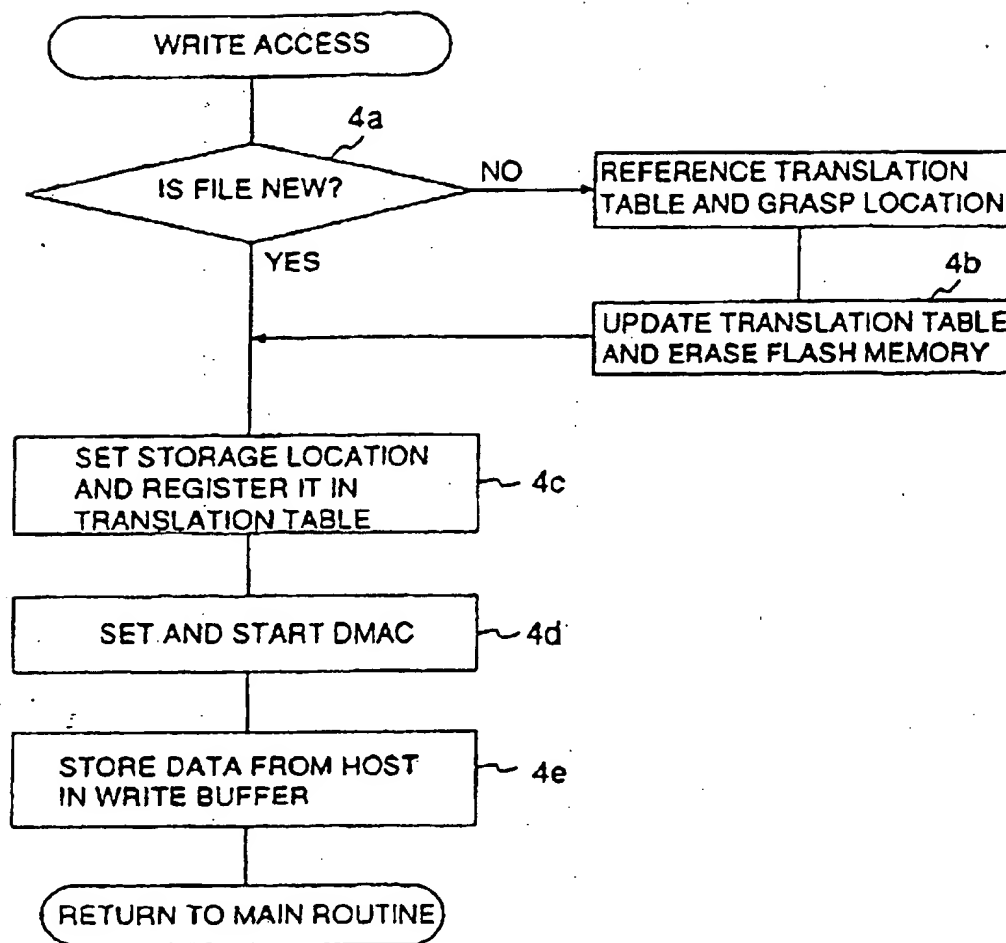 WRITE ACCESS
4a
IS FILE NEW?
NO
YES
REFERENCE TRANSLATION
TABLE AND GRASP LOCATION
4b
UPDATE TRANSLATION TABLE
AND ERASE FLASH MEMORY
SET STORAGE LOCATION
AND REGISTER IT IN
TRANSLATION TABLE
4c
SET AND START DMAC
4d
STORE DATA FROM HOST
IN WRITE BUFFER
4e
RETURN TO MAIN ROUTINE